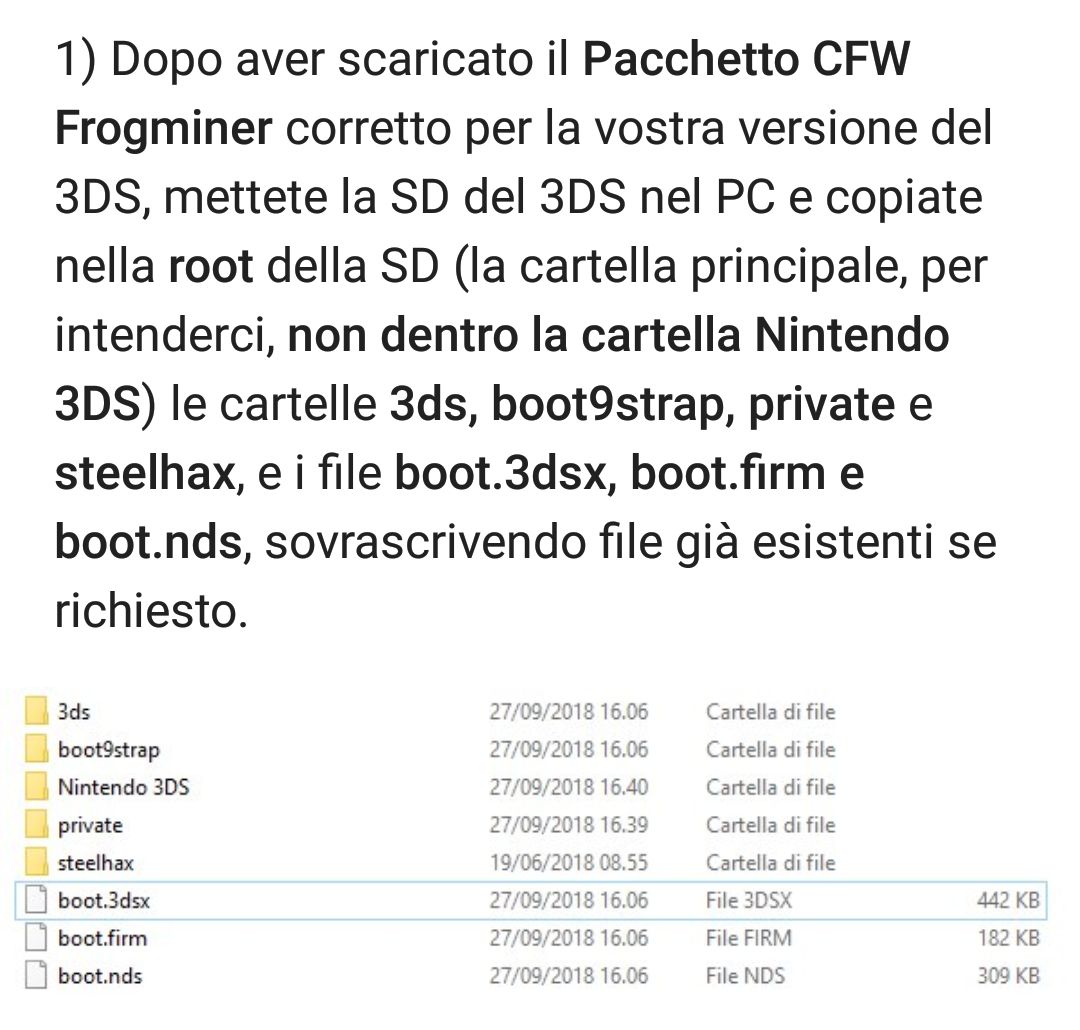 1) Dopo aver scaricato il Pacchetto CFW
Frogminer corretto per la vostra versione del
3DS, mettete la SD del 3DS nel PC e copiate
nella root della SD (la cartella principale, per
intenderci, non dentro la cartella Nintendo
3DS) le cartelle 3ds, boot9strap, private e
steelhax, e i file boot.3dsx, boot.firm e
boot.nds, sovrascrivendo file già esistenti se
richiesto.
3ds 27/09/2018 16.06 Cartella di file
boot9strap 27/09/2018 16.06 Cartella di file
Nintendo 3DS 27/09/2018 16.40 Cartella di file
private 27/09/2018 16.39 Cartella di file
steelhax 19/06/2018 08.55 Cartella di file
boot.3dsx 27/09/2018 16.06 File 3DSX 442 KB
boot.firm 27/09/2018 16.06 File FIRM 182 KB
boot.nds 27/09/2018 16.06 File NDS 309 KB